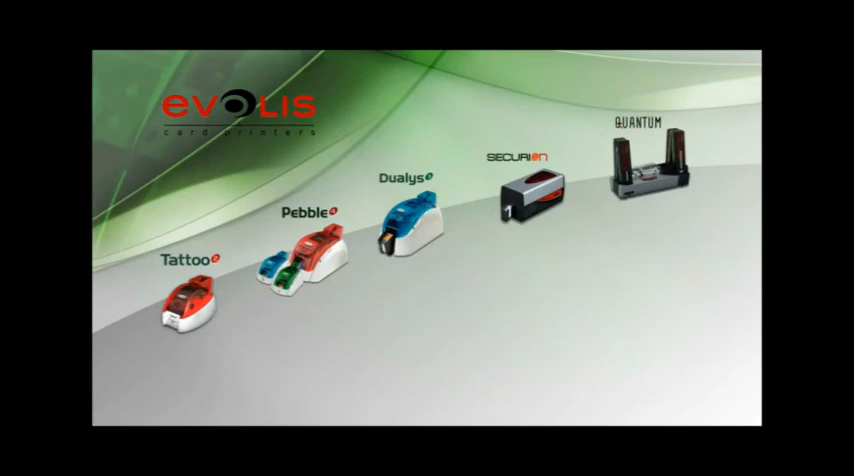 evolis
card printers
QUANTUM
SECURION
Dualys
Pebble
Tattoo